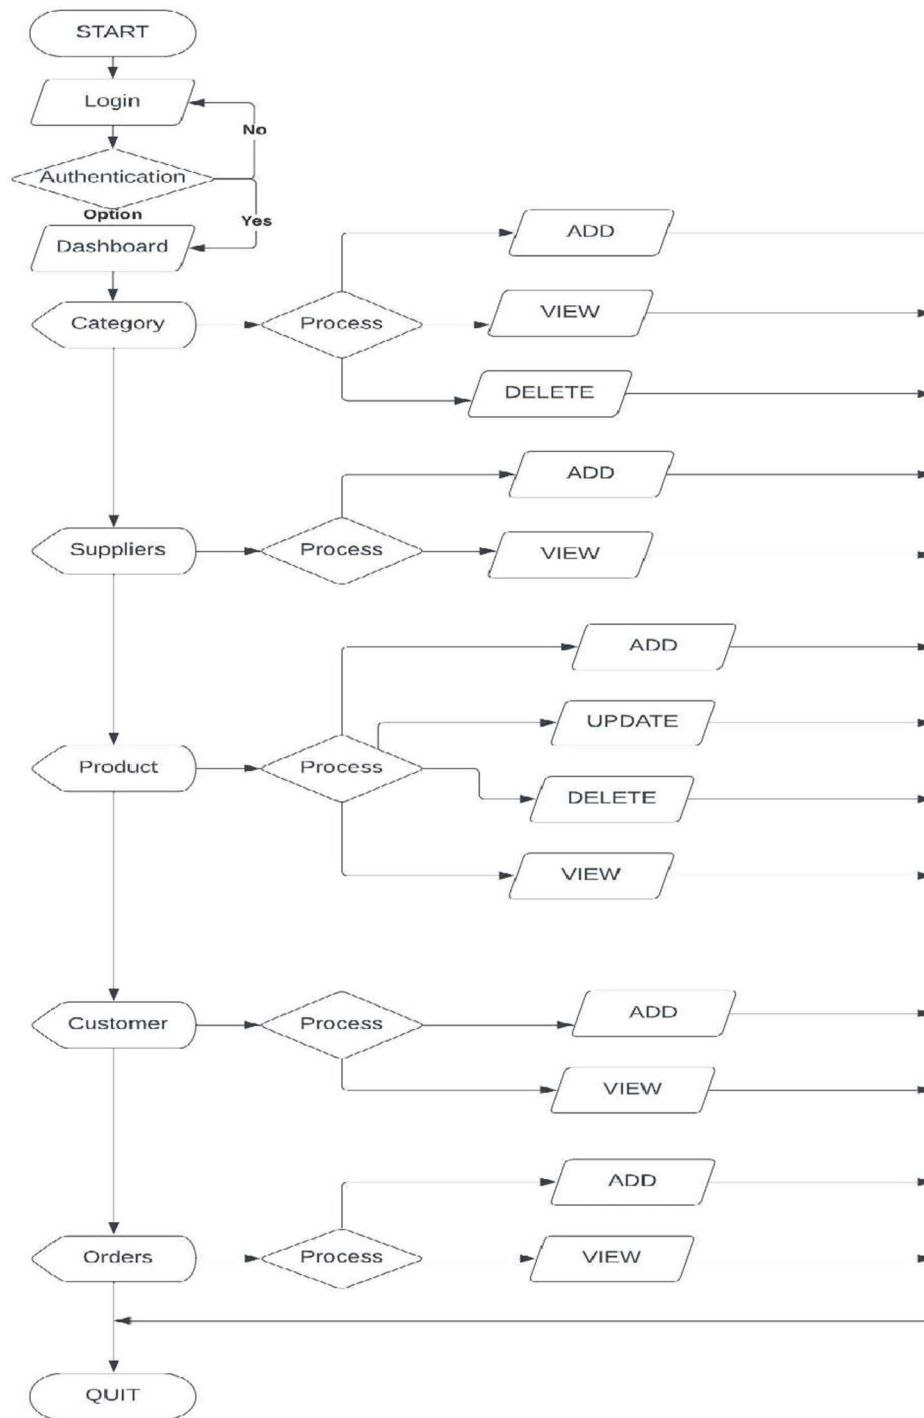 START
Login
No
Authentication
Option
Yes
Dashboard
ADD
VIEW
Category
Process
DELETE
ADD
Suppliers
Process
VIEW
ADD
UPDATE
Product
Process
DELETE
VIEW
Customer
Process
ADD
VIEW
ADD
Orders
Process
VIEW
QUIT